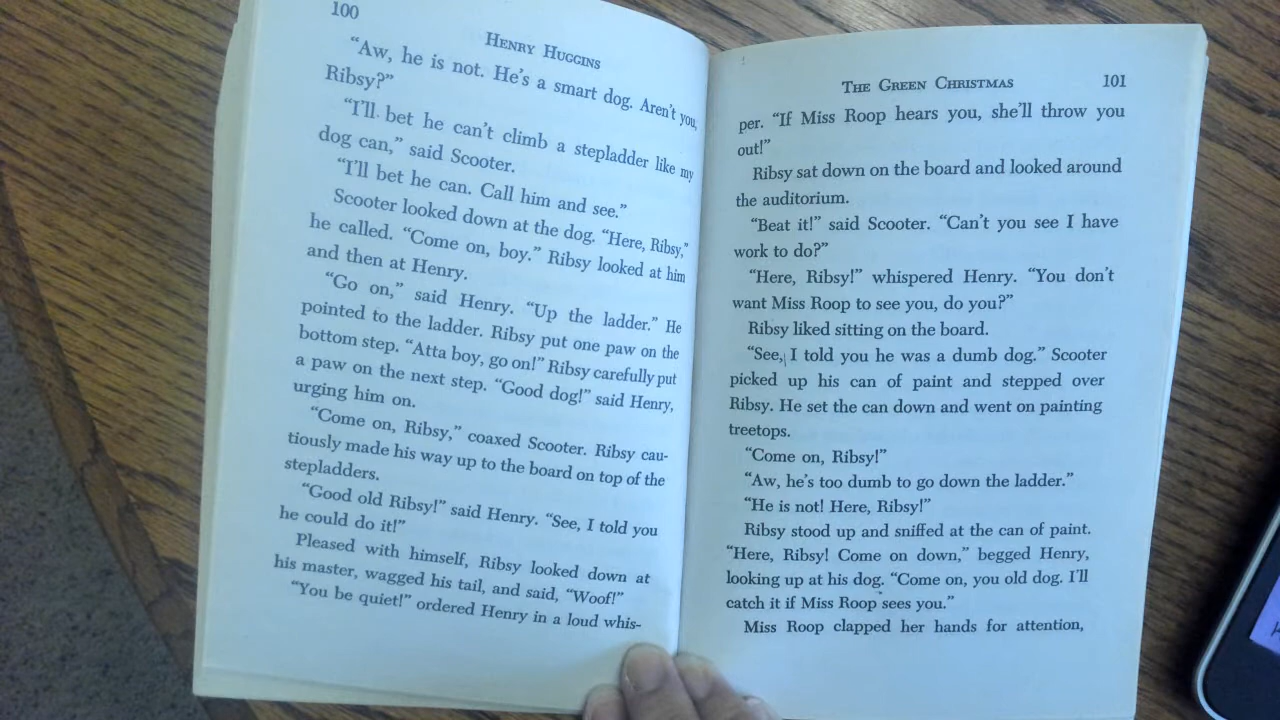 100
HENRY HUGGINS
“Aw, he is not. He’s a smart dog. Aren’t you,
Ribsy?”
“I’ll bet he can’t climb a stepladder like my
dog can,” said Scooter.
“I’ll bet he can. Call him and see.”
Scooter looked down at the dog. “Here, Ribsy,”
he called. “Come on, boy.” Ribsy looked at him
and then at Henry.
“Go on,” said Henry. “Up the ladder.” He
pointed to the ladder. Ribsy put one paw on the
bottom step. “Atta boy, go on!” Ribsy carefully put
a paw on the next step. “Good dog!” said Henry,
urging him on.
“Come on, Ribsy,” coaxed Scooter. Ribsy cau-
tiously made his way up to the board on top of the
stepladders.
“Good old Ribsy!” said Henry. “See, I told you
he could do it!”
Pleased with himself, Ribsy looked down at
his master, wagged his tail, and said, “Woof!”
“You be quiet!” ordered Henry in a loud whis-
THE GREEN CHRISTMAS
101
per. “If Miss Roop hears you, she’ll throw you
out!”
Ribsy sat down on the board and looked around
the auditorium.
“Beat it!” said Scooter. “Can’t you see I have
work to do?”
“Here, Ribsy!” whispered Henry. “You don’t
want Miss Roop to see you, do you?”
Ribsy liked sitting on the board.
“See, I told you he was a dumb dog.” Scooter
picked up his can of paint and stepped over
Ribsy. He set the can down and went on painting
treetops.
“Come on, Ribsy!”
“Aw, he’s too dumb to go down the ladder.”
“He is not! Here, Ribsy!”
Ribsy stood up and sniffed at the can of paint.
“Here, Ribsy! Come on down,” begged Henry,
looking up at his dog. “Come on, you old dog. I’ll
catch it if Miss Roop sees you.”
Miss Roop clapped her hands for attention,